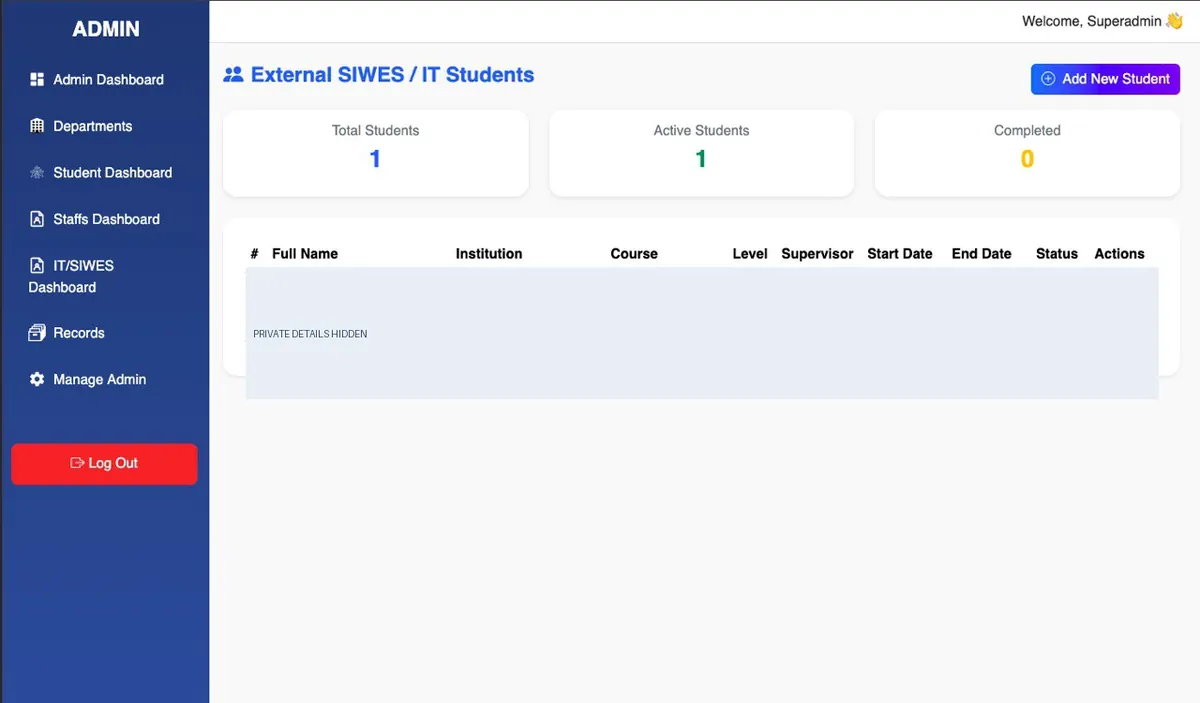 ADMIN
Admin Dashboard
Departments
Student Dashboard
Staffs Dashboard
IT/SIWES
Dashboard
Records
Manage Admin
Log Out
Welcome, Superadmin 👋
External SIWES / IT Students
Add New Student
Total Students
1
Active Students
1
Completed
0
# Full Name Institution Course Level Supervisor Start Date End Date Status Actions
PRIVATE DETAILS HIDDEN